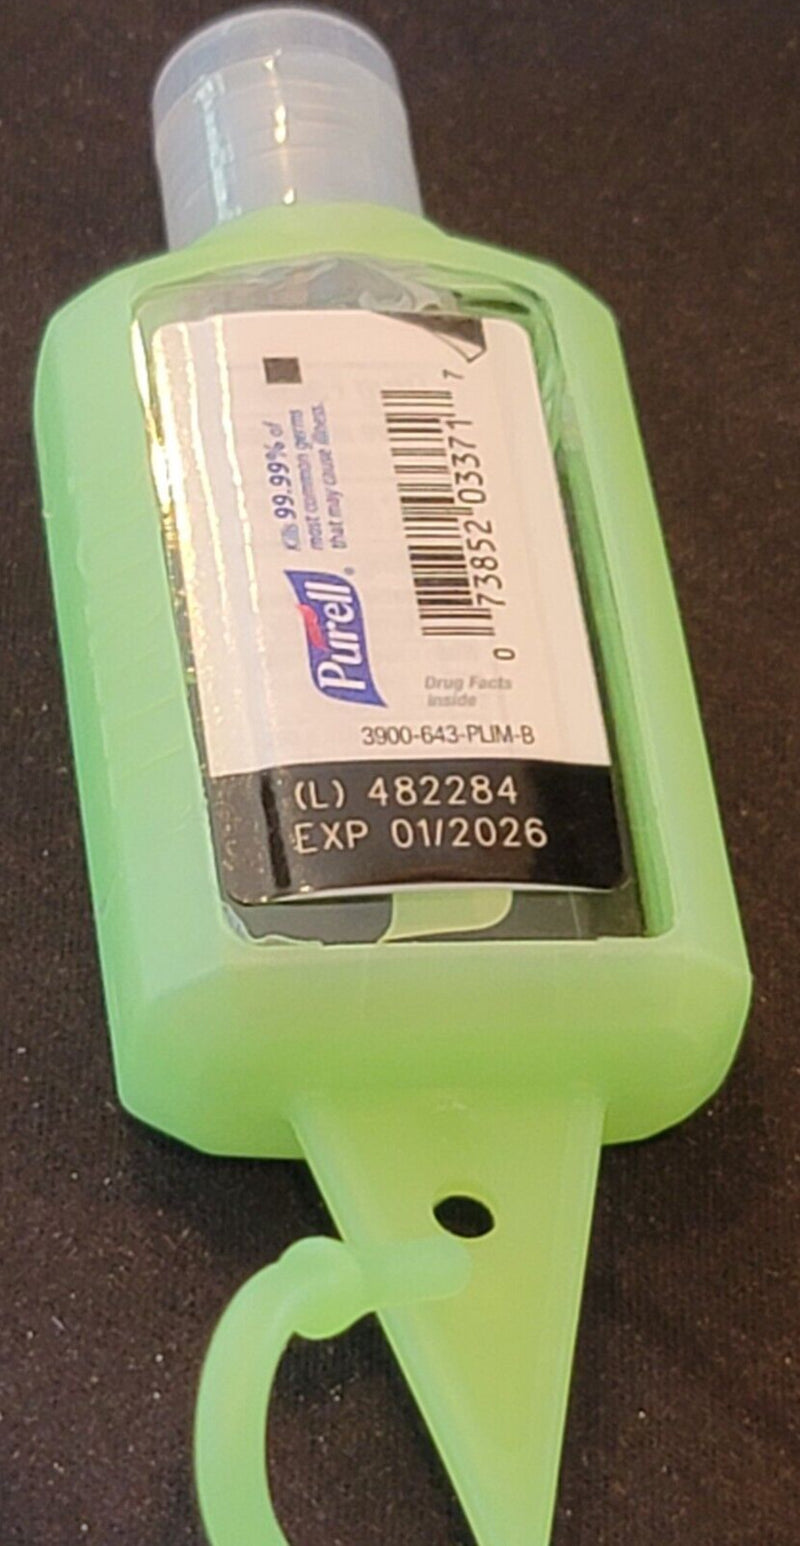 Kills 99.99% of
most common germs
that may cause illness.
Purell®
0 73852 03371 7
Drug Facts
Inside
3900-643-PLIM-B
(L) 482284
EXP 01/2026